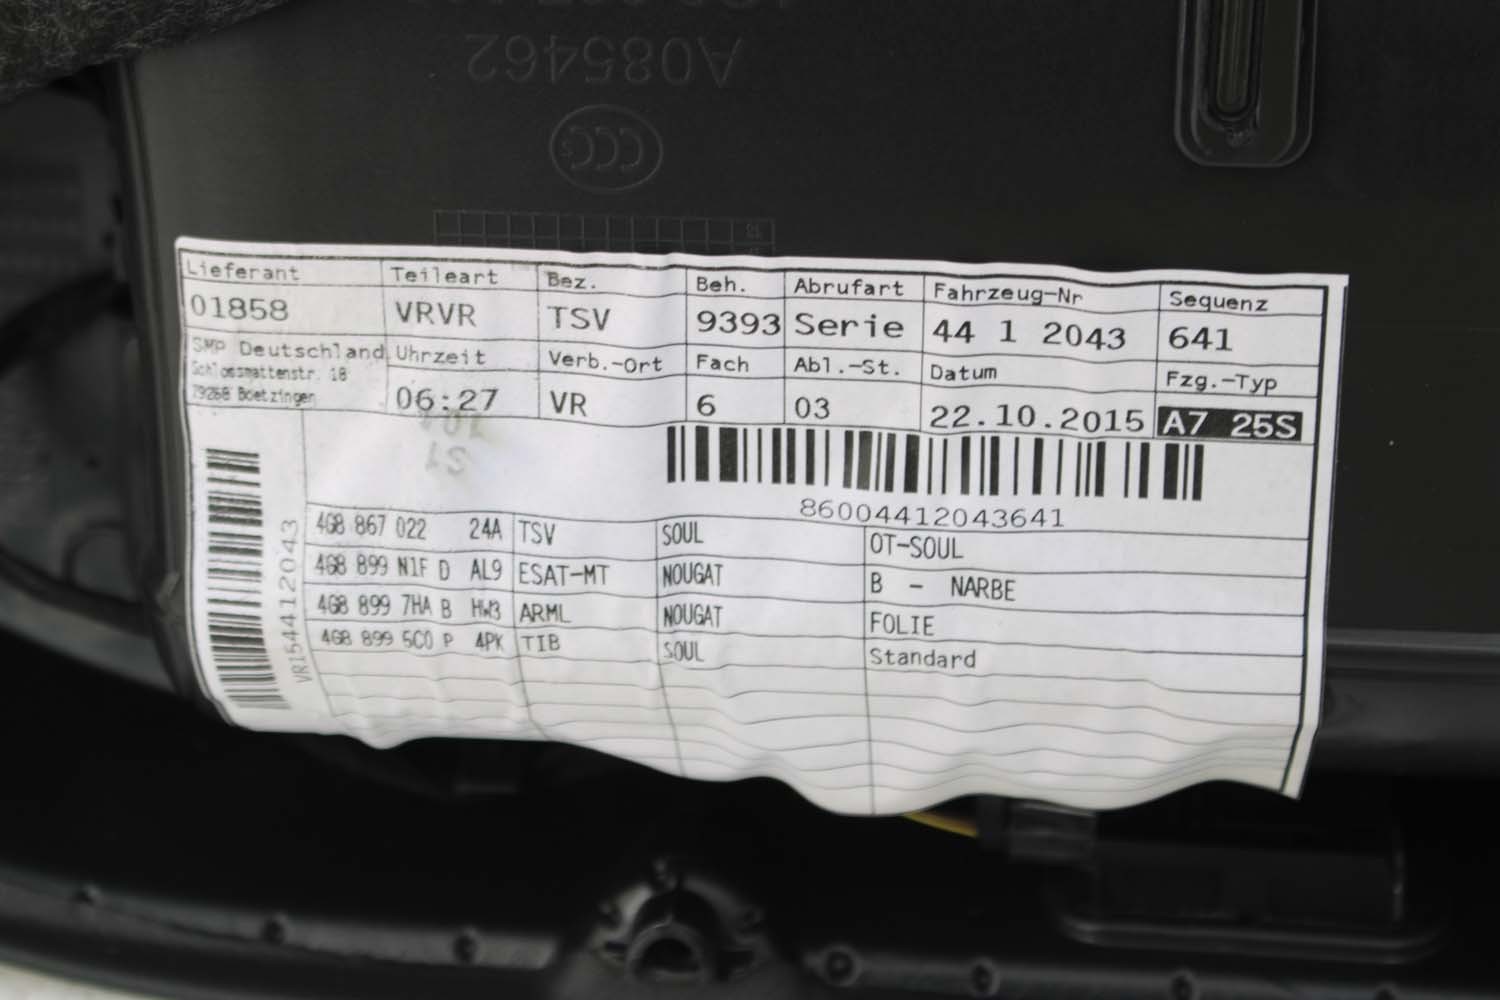 A085462
CCC
Lieferant Teileart Bez. Beh. Abrufart Fahrzeug-Nr Sequenz
01858 VRVR TSV 9393 Serie 44 1 2043 641
SMP Deutschland Uhrzeit Verb.-Ort Fach Abl.-St. Datum Fzg.-Typ
Schlossmattenstr. 18
79268 Boetzingen 06:27 VR 6 03 22.10.2015 A7 25S
86004412043641
VR154412043
4G8 867 022 24A TSV SOUL OT-SOUL
4G8 899 N1F D AL9 ESAT-MT NOUGAT B - NARBE
4G8 899 7HA B HW3 ARML NOUGAT FOLIE
4G8 899 5C0 P 4PK TIB SOUL Standard